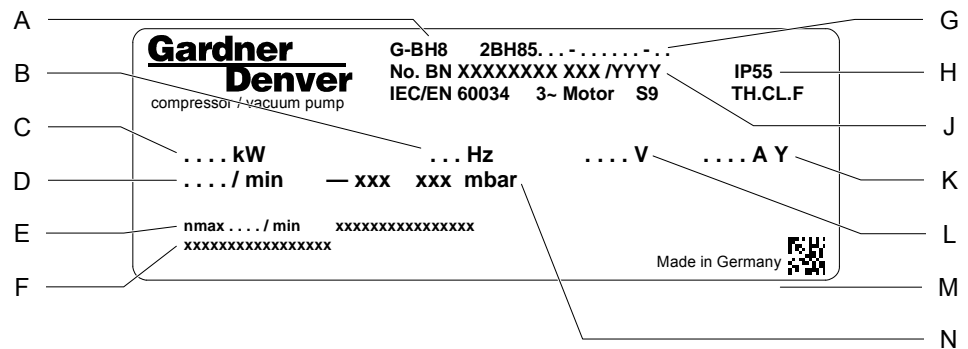 A
G
Gardner
Denver
compressor / vacuum pump
G-BH8 2BH85...-......-..
No. BN XXXXXXXX XXX /YYYY
IEC/EN 60034 3~ Motor S9
IP55
TH.CL.F
B
H
J
C
....kW ...Hz ....V ....A Y
D
..../ min — xxx xxx mbar
K
E
nmax ..../ min xxxxxxxxxxxxxxxx
L
F
xxxxxxxxxxxxxxxxx
Made in Germany
M
N